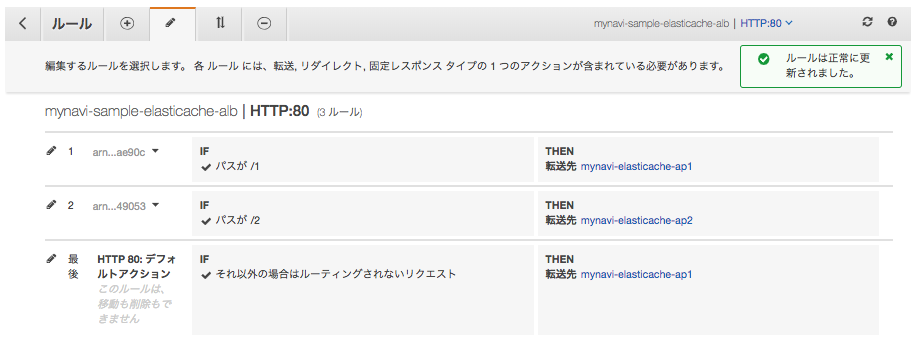 ルール
mynavi-sample-elasticache-alb | HTTP:80
編集するルールを選択します。 各 ルール には、転送, リダイレクト, 固定レスポンス タイプの 1 つのアクションが含まれている必要があります。
ルールは正常に更
新されました。
mynavi-sample-elasticache-alb | HTTP:80 (3 ルール)
1 arn...ae90c
IF
パスが /1
THEN
転送先 mynavi-elasticache-ap1
2 arn...49053
IF
パスが /2
THEN
転送先 mynavi-elasticache-ap2
最
後
HTTP 80: デフォ
ルトアクション
このルールは、
移動も削除もで
きません
IF
それ以外の場合はルーティングされないリクエスト
THEN
転送先 mynavi-elasticache-ap1